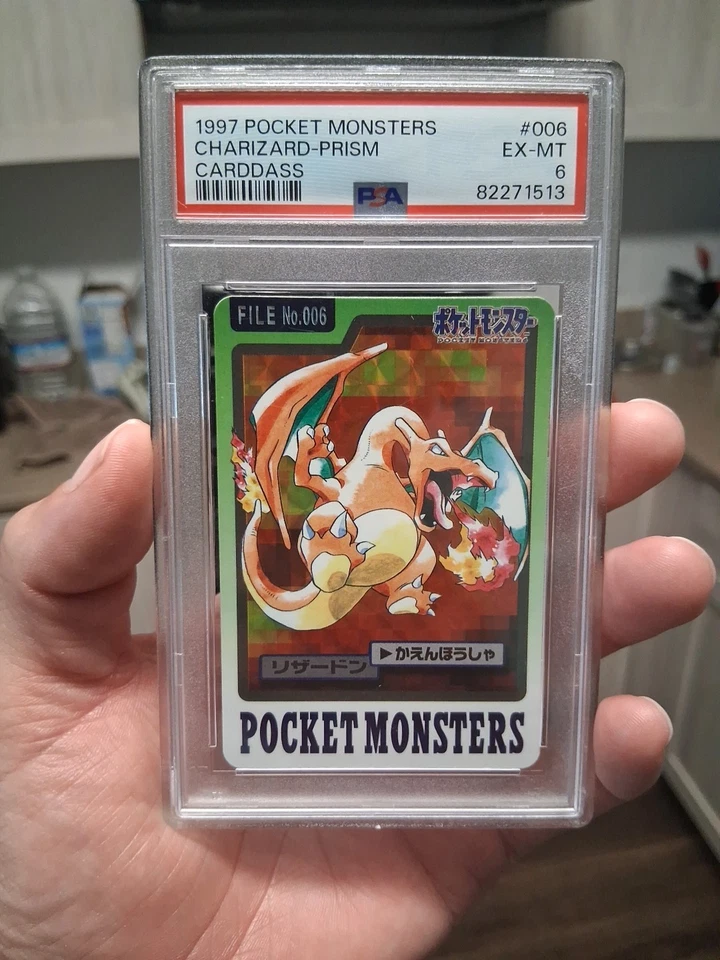 1997 POCKET MONSTERS #006
CHARIZARD-PRISM EX-MT
CARDDASS 6
PSA 82271513
FILE No.006
ポケットモンスター
POCKET MONSTERS
▶かえんほうしゃ
リザードン
POCKET MONSTERS